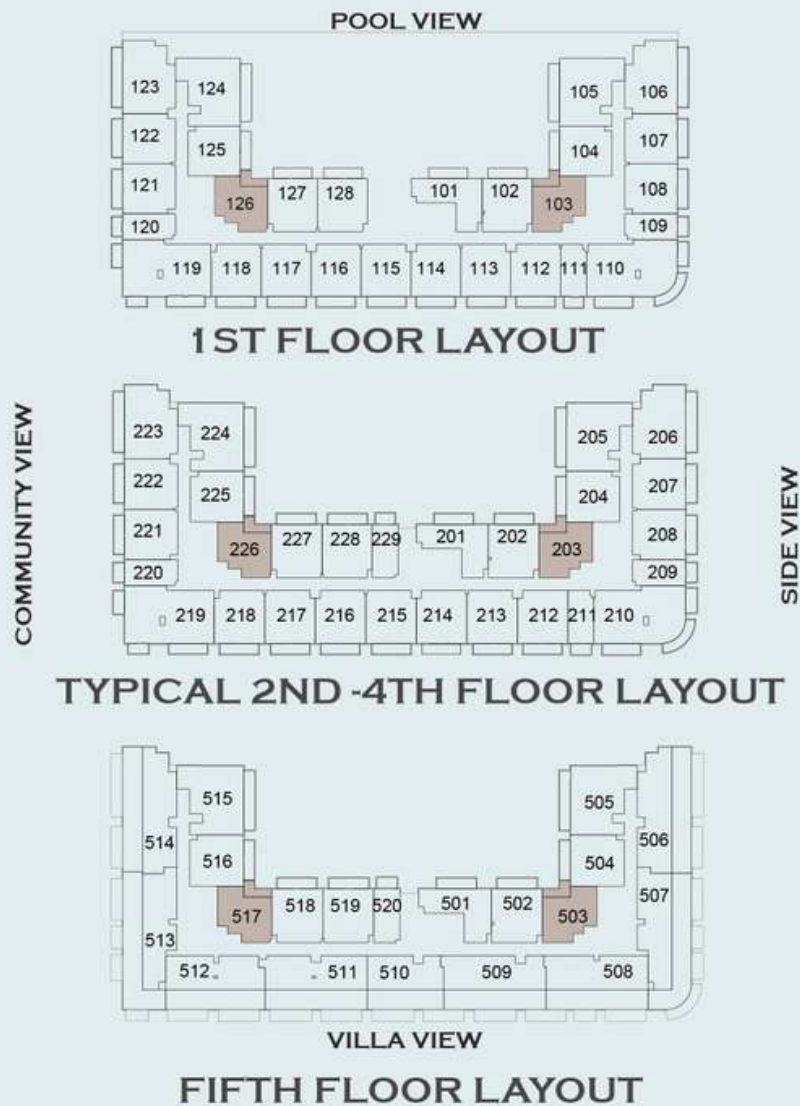 POOL VIEW
123 124 105 106
122 125 104 107
121 126 127 128 101 102 103 108
120 109
119 118 117 116 115 114 113 112 111 110
1ST FLOOR LAYOUT
COMMUNITY VIEW
SIDE VIEW
223 224 205 206
222 225 204 207
221 226 227 228 229 201 202 203 208
220 209
219 218 217 216 215 214 213 212 211 210
TYPICAL 2ND -4TH FLOOR LAYOUT
515 505
514 516 504 506
517 518 519 520 501 502 503 507
513
512 511 510 509 508
VILLA VIEW
FIFTH FLOOR LAYOUT